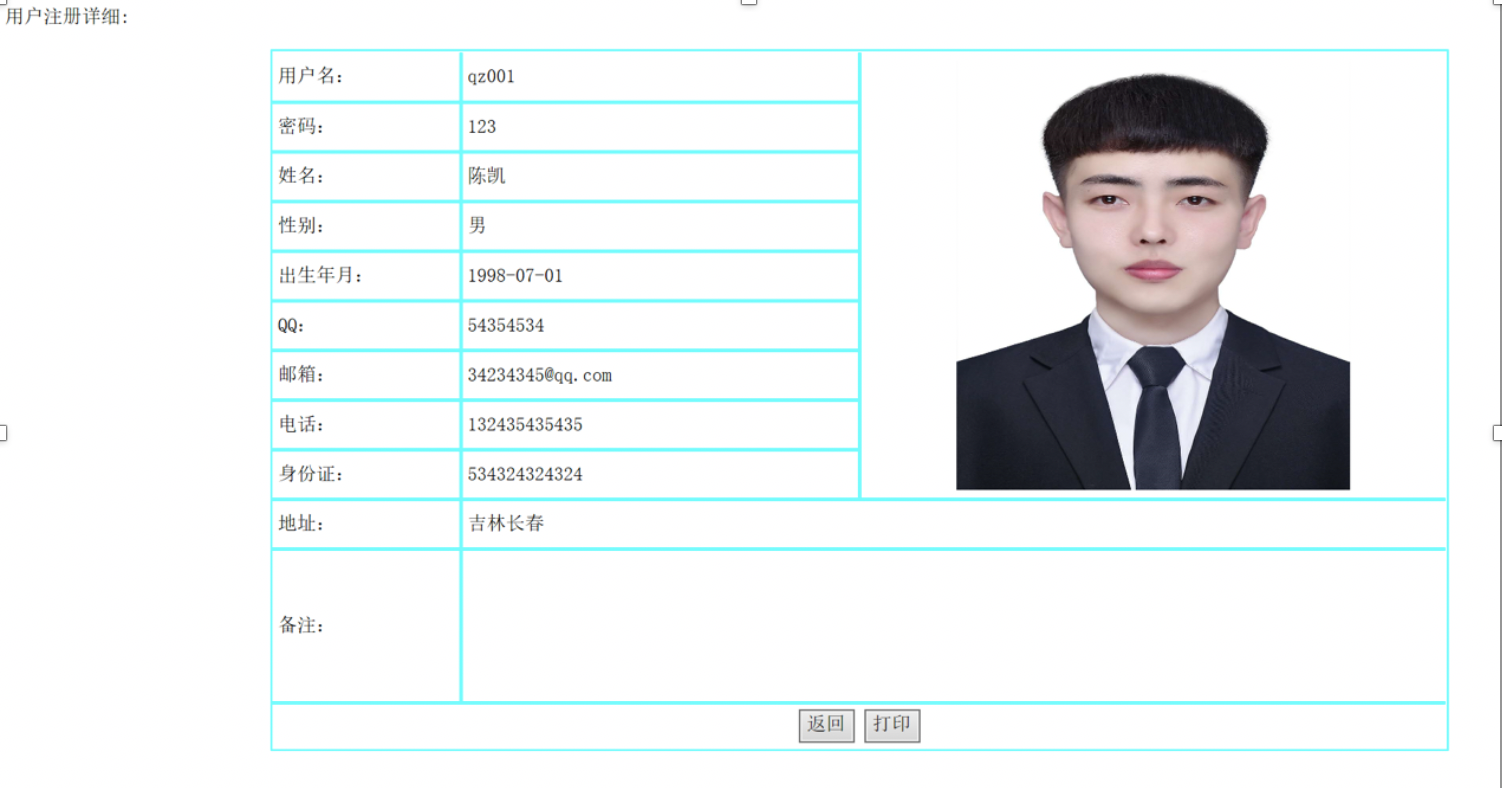 用户注册详细:
用户名: qz001
密码: 123
姓名: 陈凯
性别: 男
出生年月: 1998-07-01
QQ: 54354534
邮箱: 34234345@qq.com
电话: 132435435435
身份证: 534324324324
地址: 吉林长春
备注:
返回 打印